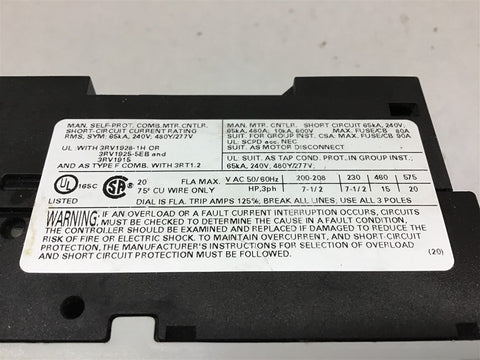 MAN. SELF-PROT. COMB. MTR. CNTLR.
SHORT-CIRCUIT CURRENT RATING
RMS. SYM: 65kA, 240V; 480Y/277V
UL :WITH 3RV1928-1H OR
3RV1925-5EB and
3RV1915
AND AS TYPE F COMB. WITH 3RT1.2
MAN. MTR. CNTLR. SHORT CIRCUIT 65kA, 240V;
65kA, 480A; 10kA, 600V MAX. FUSE/CB 80A
SUIT. FOR GROUP INST. CSA: MAX. FUSE/CB 90A
UL: SCPD acc. NEC
SUIT. AS MOTOR DISCONNECT
UL: SUIT. AS TAP COND. PROT. IN GROUP INST.;
65kA, 240V; 480Y/277V
UL 165C SA
LISTED
20 FLA MAX.
75° CU WIRE ONLY
V AC 50/60Hz 200-208 230 460 575
HP,3ph 7-1/2 7-1/2 15 20
DIAL IS FLA. TRIP AMPS 125%, BREAK ALL LINES, USE ALL 3 POLES
WARNING. IF AN OVERLOAD OR A FAULT CURRENT INTERRUPTION OCCURS, CIRCUITS
MUST BE CHECKED TO DETERMINE THE CAUSE IN A FAULT CONDITION,
THE CONTROLLER SHOULD BE EXAMINED AND REPLACED IF DAMAGED TO REDUCE THE
RISK OF FIRE OR ELECTRIC SHOCK. TO MAINTAIN OVERCURRENT, AND SHORT-CIRCUIT
PROTECTION, THE MANUFACTURER'S INSTRUCTIONS FOR SELECTION OF OVERLOAD
AND SHORT CIRCUIT PROTECTION MUST BE FOLLOWED.
(20)